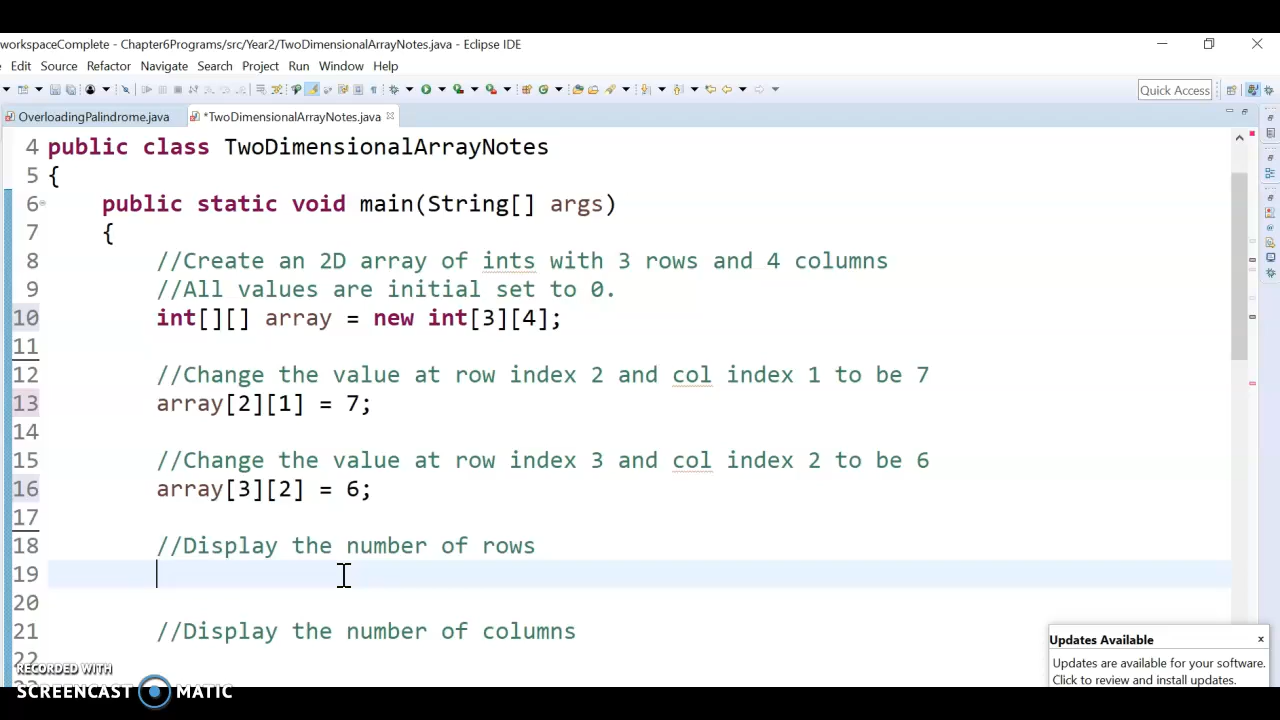 workspaceComplete - Chapter6Programs/src/Year2/TwoDimensionalArrayNotes.java - Eclipse IDE
Edit Source Refactor Navigate Search Project Run Window Help
Quick Access
OverloadingPalindrome.java *TwoDimensionalArrayNotes.java
4 public class TwoDimensionalArrayNotes
5 {
6 public static void main(String[] args)
7 {
8 //Create an 2D array of ints with 3 rows and 4 columns
9 //All values are initial set to 0.
10 int[][] array = new int[3][4];
11
12 //Change the value at row index 2 and col index 1 to be 7
13 array[2][1] = 7;
14
15 //Change the value at row index 3 and col index 2 to be 6
16 array[3][2] = 6;
17
18 //Display the number of rows
19
20
21 //Display the number of columns
22
Updates Available
Updates are available for your software.
Click to review and install updates.
RECORDED WITH
SCREENCAST MATIC